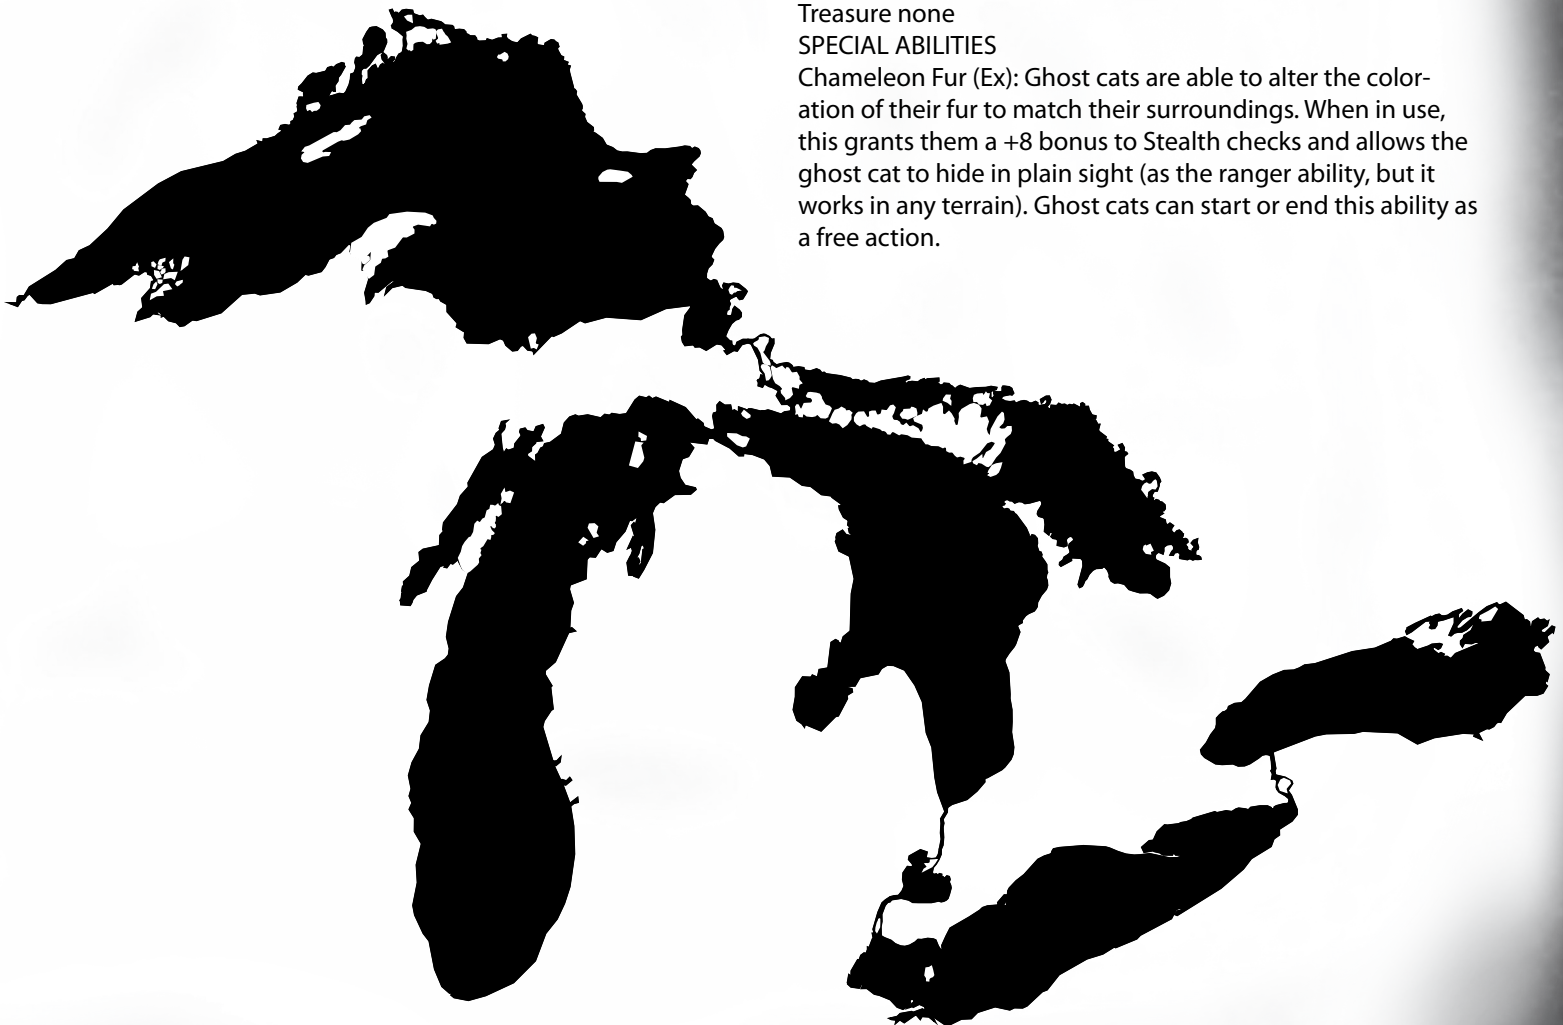 Treasure none
SPECIAL ABILITIES
Chameleon Fur (Ex): Ghost cats are able to alter the color-
ation of their fur to match their surroundings. When in use,
this grants them a +8 bonus to Stealth checks and allows the
ghost cat to hide in plain sight (as the ranger ability, but it
works in any terrain). Ghost cats can start or end this ability as
a free action.